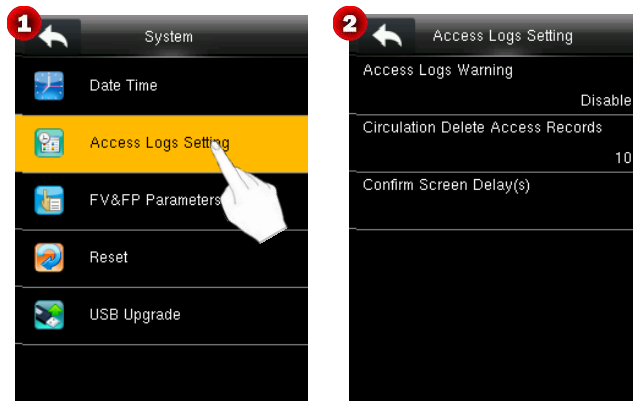 1
System
Date Time
Access Logs Setting
FV&FP Parameters
Reset
USB Upgrade
2
Access Logs Setting
Access Logs Warning
Disable
Circulation Delete Access Records
10
Confirm Screen Delay(s)